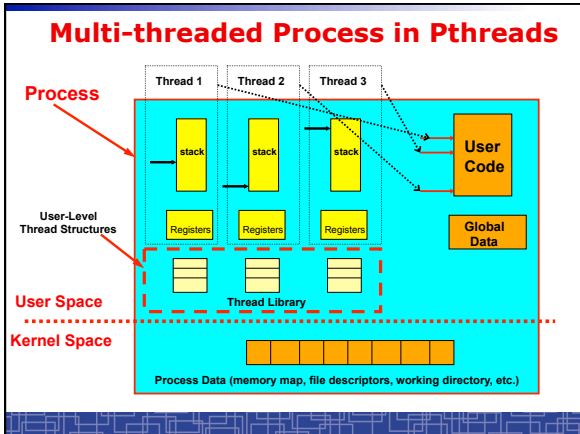 Multi-threaded Process in Pthreads
Thread 1
Thread 2
Thread 3
Process
stack
stack
stack
User
Code
Registers
Registers
Registers
User-Level
Thread Structures
Global
Data
Thread Library
User Space
Kernel Space
Process Data (memory map, file descriptors, working directory, etc.)